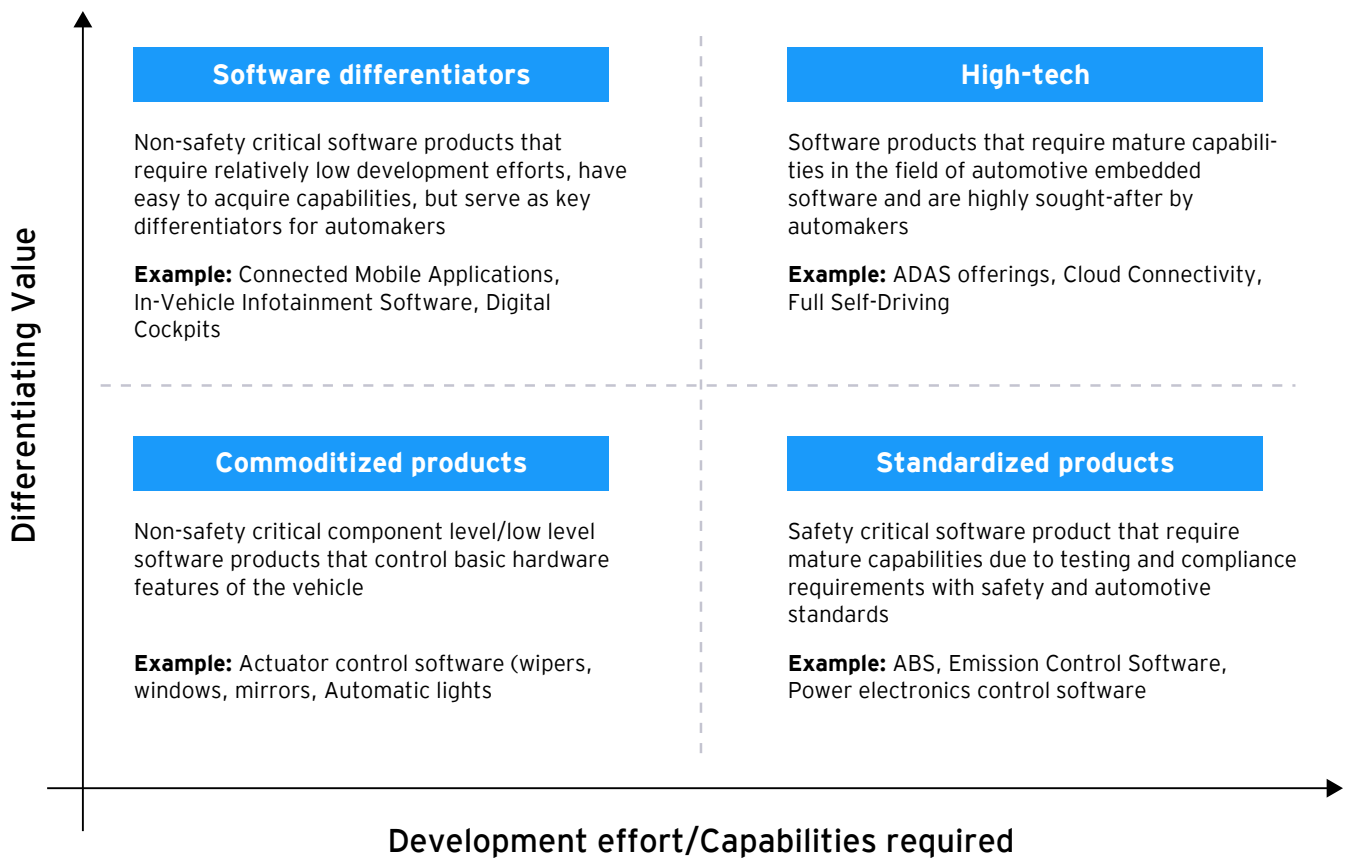 Differentiating Value
Software differentiators
Non-safety critical software products that
require relatively low development efforts, have
easy to acquire capabilities, but serve as key
differentiators for automakers
Example: Connected Mobile Applications,
In-Vehicle Infotainment Software, Digital
Cockpits
High-tech
Software products that require mature capabili-
ties in the field of automotive embedded
software and are highly sought-after by
automakers
Example: ADAS offerings, Cloud Connectivity,
Full Self-Driving
Commoditized products
Non-safety critical component level/low level
software products that control basic hardware
features of the vehicle
Example: Actuator control software (wipers,
windows, mirrors, Automatic lights
Standardized products
Safety critical software product that require
mature capabilities due to testing and compliance
requirements with safety and automotive
standards
Example: ABS, Emission Control Software,
Power electronics control software
Development effort/Capabilities required